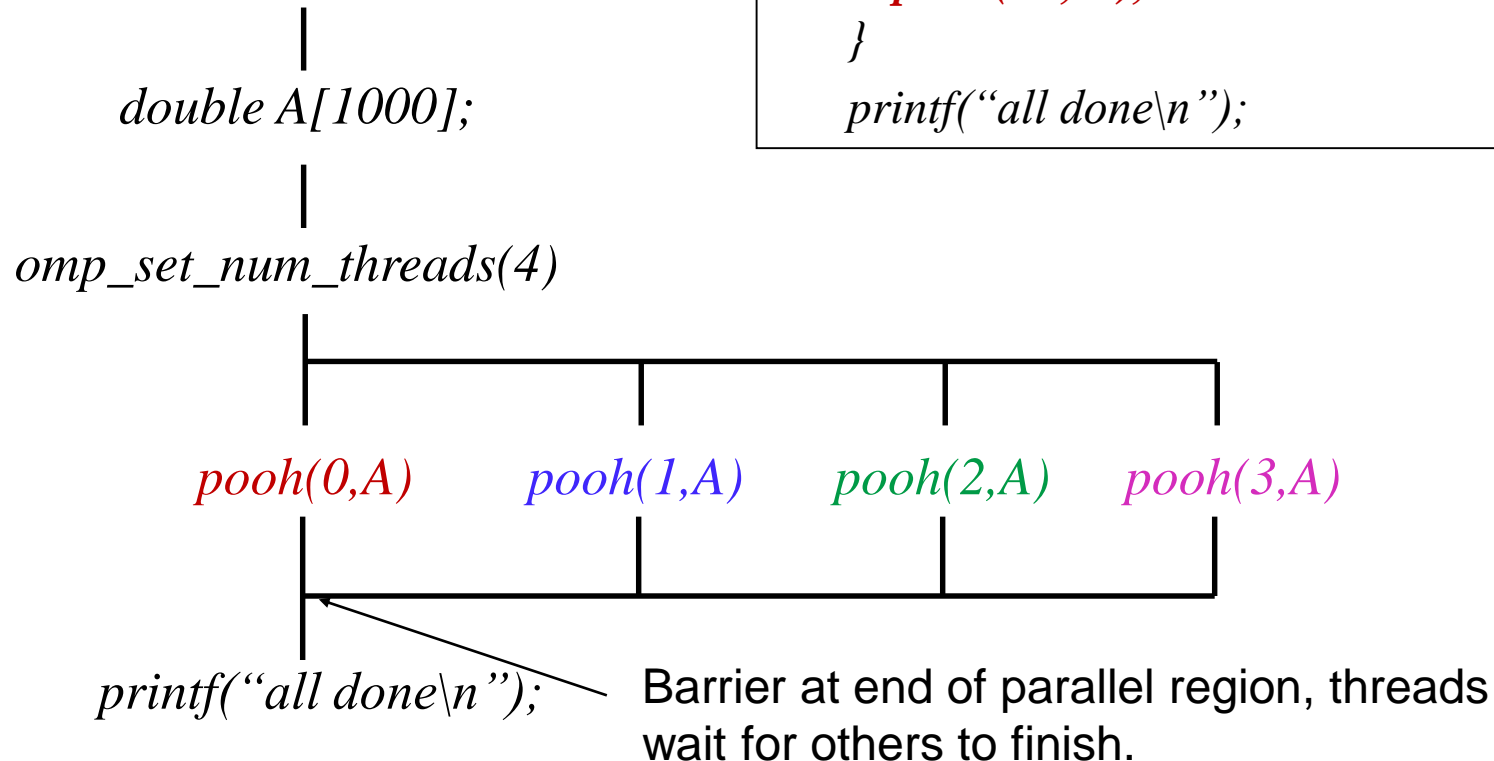 }
printf(“all done\n”);
double A[1000];
omp_set_num_threads(4)
pooh(0,A) pooh(1,A) pooh(2,A) pooh(3,A)
printf(“all done\n”);
Barrier at end of parallel region, threads
wait for others to finish.